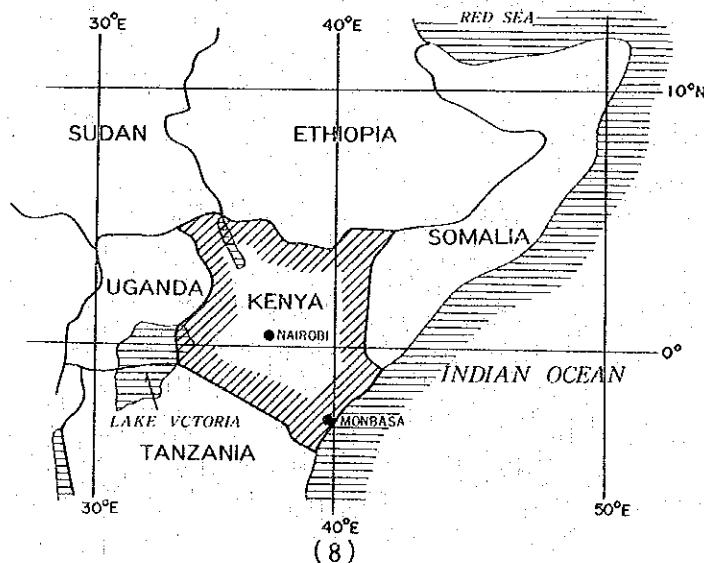 RED SEA
30°E
40°E
10°N
SUDAN
ETHIOPIA
SOMALIA
UGANDA
KENYA
NAIROBI
0°
INDIAN OCEAN
LAKE VCTORIA
MONBASA
TANZANIA
30°E
40°E
50°E
(8)